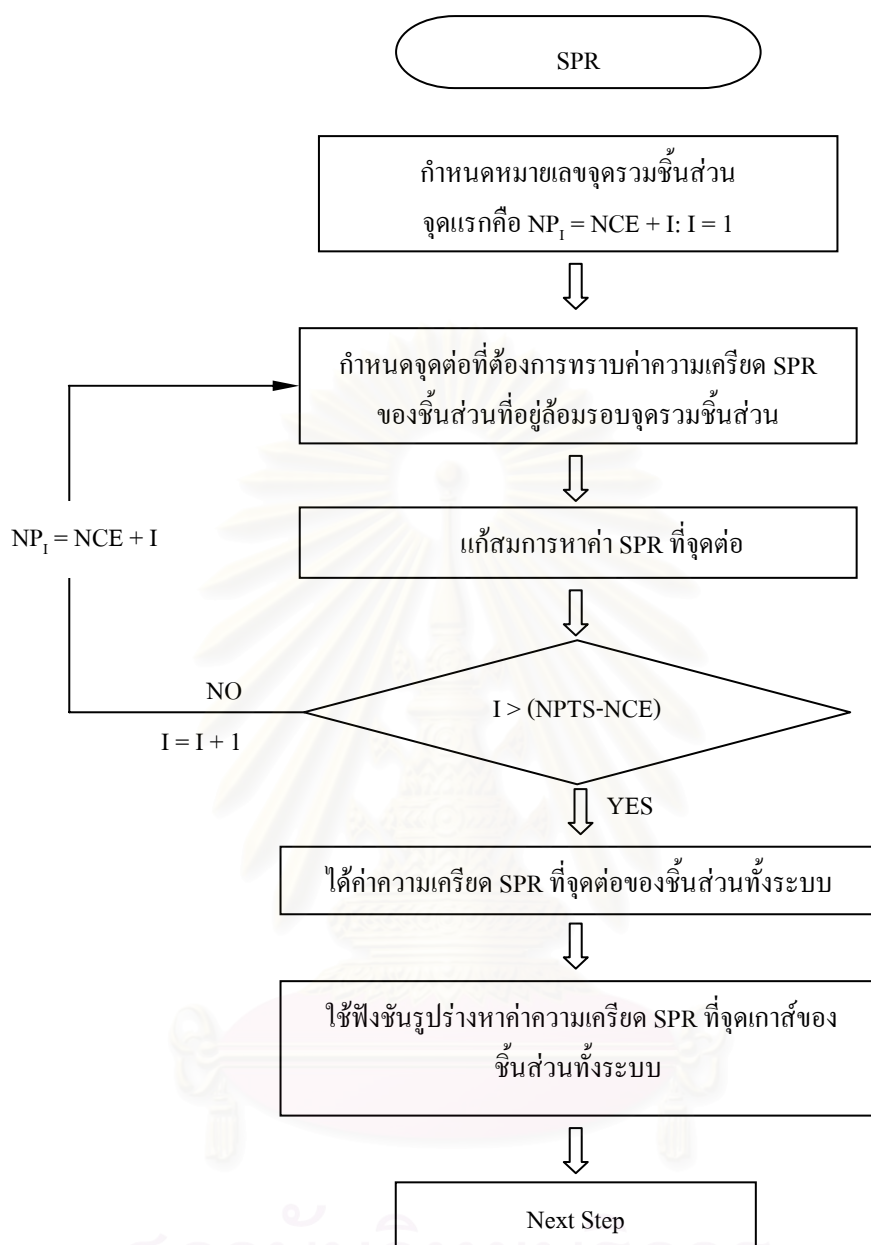 SPR
กำหนดหมายเลขจุดรวมชิ้นส่วน
จุดแรกคือ NP_I = NCE + I: I = 1
กำหนดจุดต่อที่ต้องการทราบค่าความเครียด SPR
ของชิ้นส่วนที่อยู่ล้อมรอบจุดรวมชิ้นส่วน
NP_I = NCE + I
แก้สมการหาค่า SPR ที่จุดต่อ
NO
I = I + 1
I > (NPTS-NCE)
YES
ได้ค่าความเครียด SPR ที่จุดต่อของชิ้นส่วนทั้งระบบ
ใช้ฟังชันรูปร่างหาค่าความเครียด SPR ที่จุดเกาส์ของ
ชิ้นส่วนทั้งระบบ
Next Step